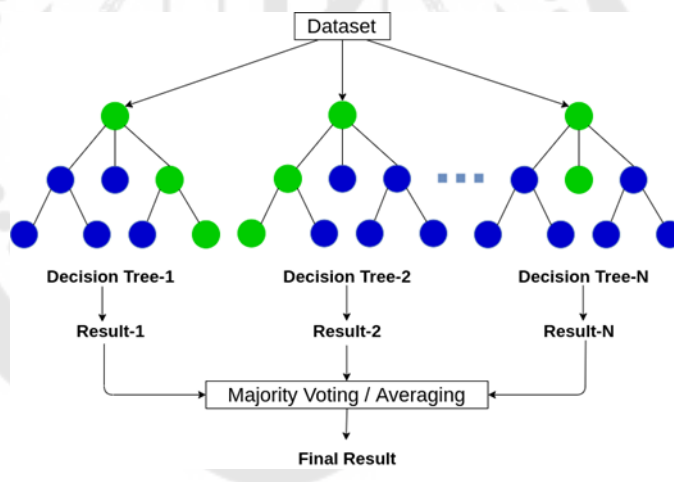 Dataset
Decision Tree-1
Decision Tree-2
Decision Tree-N
Result-1
Result-2
Result-N
Majority Voting / Averaging
Final Result